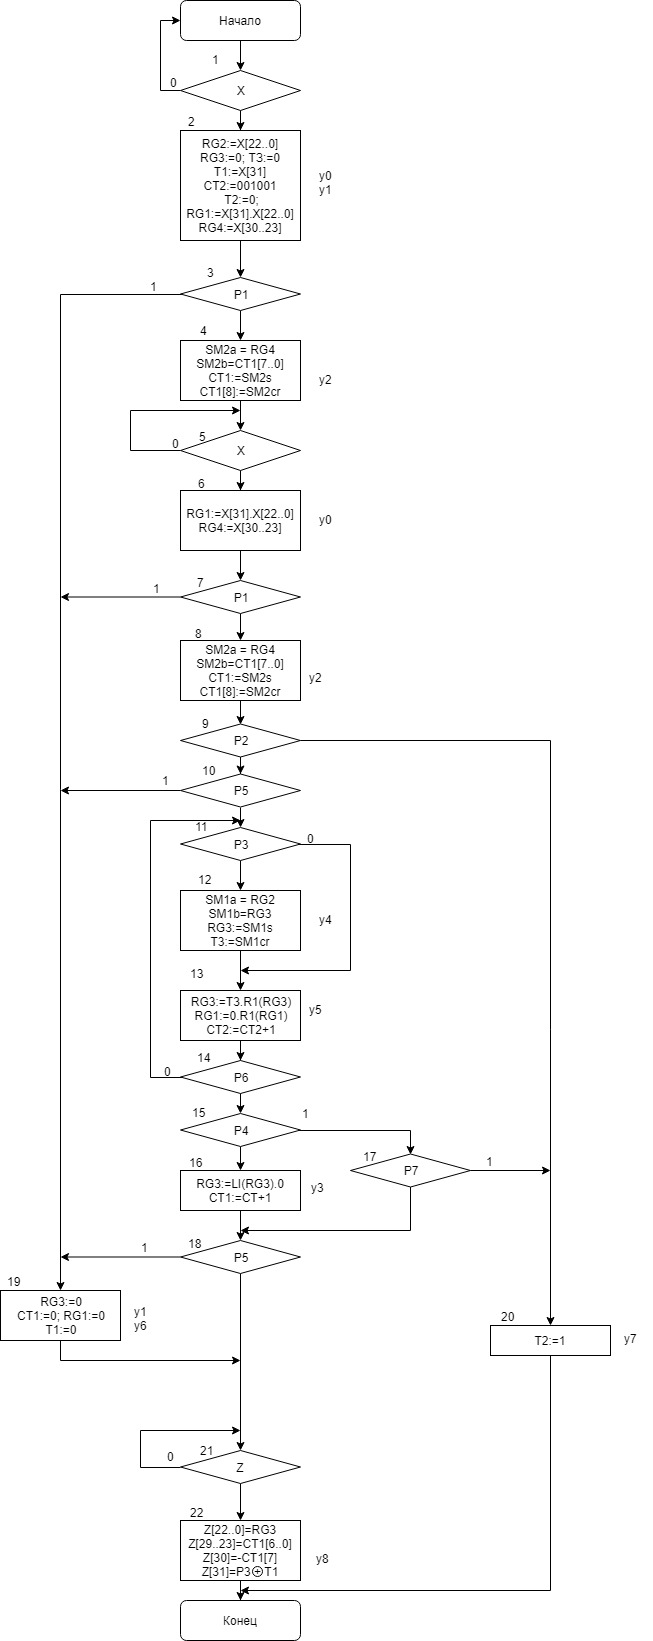 Начало
1
0
X
2
RG2:=X[22..0]
RG3:=0; T3:=0
T1:=X[31]
CT2:=001001
T2:=0;
RG1:=X[31].X[22..0]
RG4:=X[30..23]
y0
y1
3
1
P1
4
SM2a = RG4
SM2b=CT1[7..0]
CT1:=SM2s
CT1[8]:=SM2cr
y2
5
0
X
6
RG1:=X[31].X[22..0]
RG4:=X[30..23]
y0
7
1
P1
8
SM2a = RG4
SM2b=CT1[7..0]
CT1:=SM2s
CT1[8]:=SM2cr
y2
9
P2
10
1
P5
11
P3
0
12
SM1a = RG2
SM1b=RG3
RG3:=SM1s
T3:=SM1cr
y4
13
RG3:=T3.R1(RG3)
RG1:=0.R1(RG1)
CT2:=CT2+1
y5
14
0
P6
15
P4
1
16
RG3:=LI(RG3).0
CT1:=CT+1
y3
17
P7
1
18
1
P5
19
RG3:=0
CT1:=0; RG1:=0
T1:=0
y1
y6
20
T2:=1
y7
21
0
Z
22
Z[22..0]=RG3
Z[29..23]=CT1[6..0]
Z[30]=-CT1[7]
Z[31]=P3⊕T1
y8
Конец